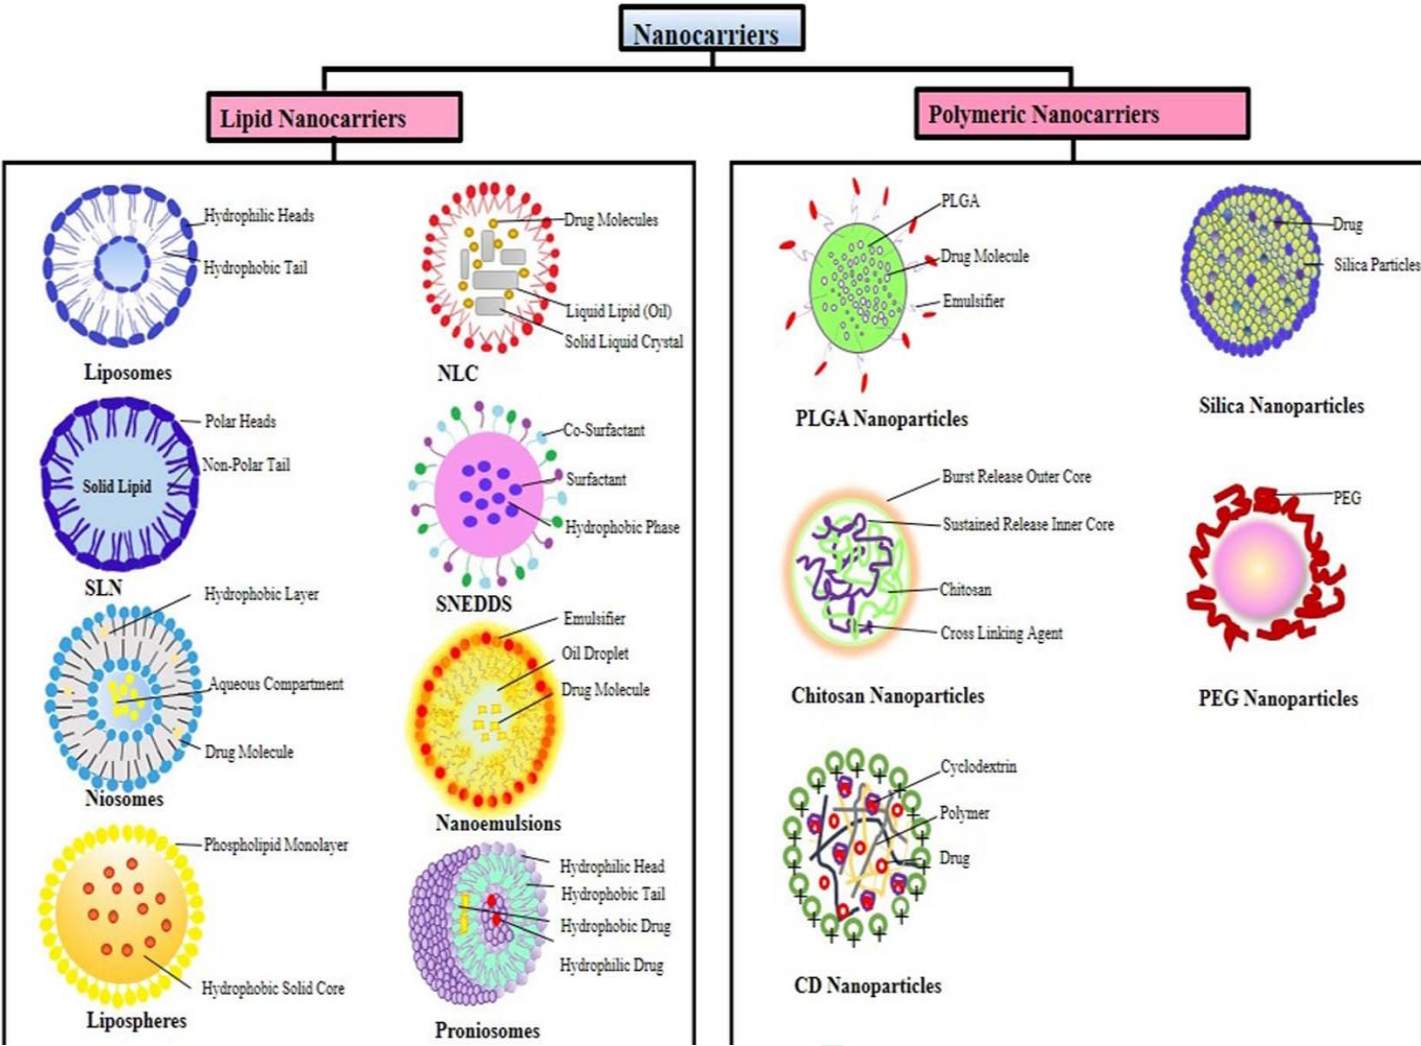 Nanocarriers
Lipid Nanocarriers
Polymeric Nanocarriers
Hydrophilic Heads
Hydrophobic Tail
Liposomes
Drug Molecules
Liquid Lipid (Oil)
Solid Liquid Crystal
NLC
Polar Heads
Non-Polar Tail
Solid Lipid
SLN
Co-Surfactant
Surfactant
Hydrophobic Phase
SNEDDS
Hydrophobic Layer
Aqueous Compartment
Drug Molecule
Niosomes
Emulsifier
Oil Droplet
Drug Molecule
Nanoemulsions
Phospholipid Monolayer
Hydrophobic Solid Core
Lipospheres
Hydrophilic Head
Hydrophobic Tail
Hydrophobic Drug
Hydrophilic Drug
Proniosomes
PLGA
Drug Molecule
Emulsifier
PLGA Nanoparticles
Drug
Silica Particles
Silica Nanoparticles
Burst Release Outer Core
Sustained Release Inner Core
Chitosan
Cross Linking Agent
Chitosan Nanoparticles
PEG
PEG Nanoparticles
Cyclodextrin
Polymer
Drug
CD Nanoparticles